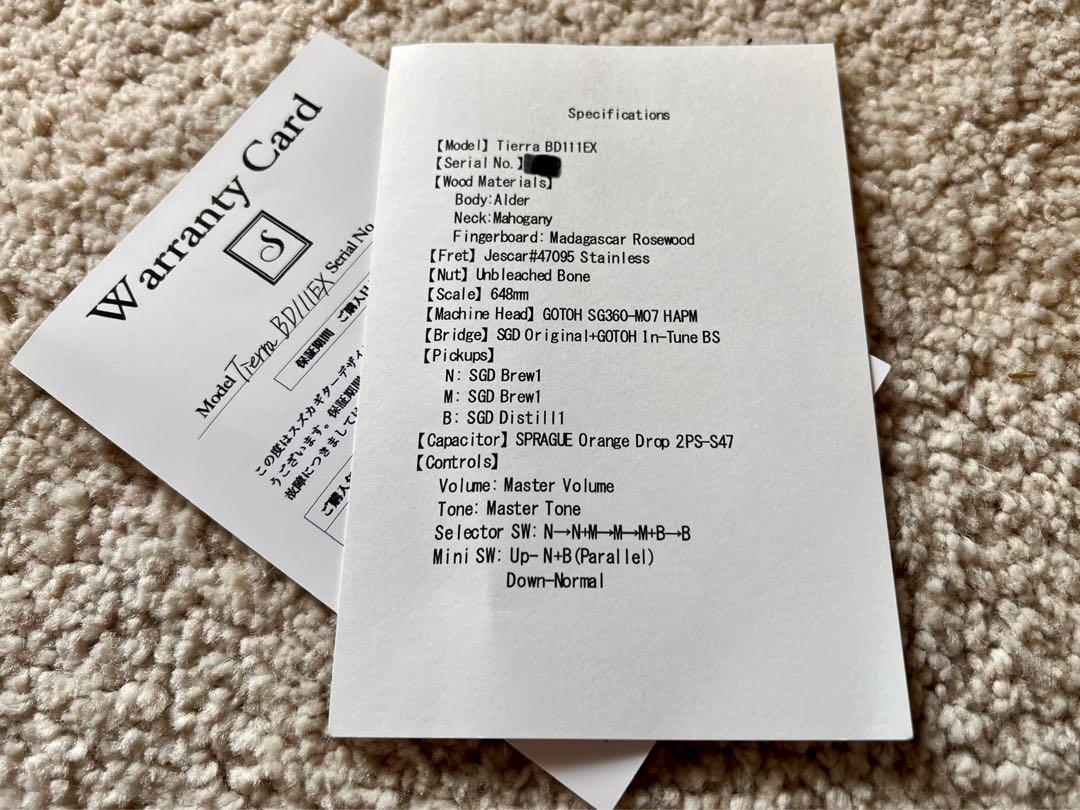 Specifications
【Model】Tierra BD111EX
【Serial No.】
【Wood Materials】
Body:Alder
Neck:Mahogany
Fingerboard: Madagascar Rosewood
【Fret】Jescar#47095 Stainless
【Nut】Unbleached Bone
【Scale】648mm
【Machine Head】GOTOH SG360-M07 HAPM
【Bridge】SGD Original+GOTOH In-Tune BS
【Pickups】
N: SGD Brew1
M: SGD Brew1
B: SGD Distill1
【Capacitor】SPRAGUE Orange Drop 2PS-S47
【Controls】
Volume: Master Volume
Tone: Master Tone
Selector SW: N→N+M→M→M+B→B
Mini SW: Up- N+B(Parallel)
Down-Normal
Warranty Card
S
Model Tierra BD111EX Serial No
保証期間 ご購入日
この度はスズカギターデザイ
うございます。保証期間
故障につきましては
ご購入